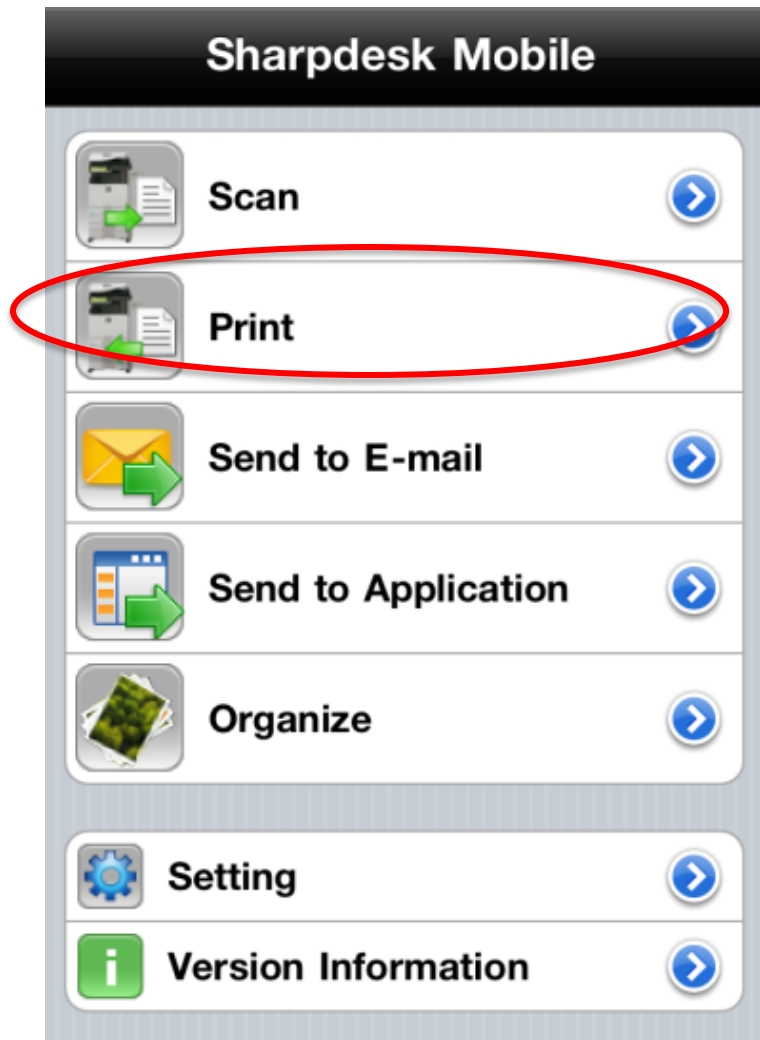 Sharpdesk Mobile
Scan
Print
Send to E-mail
Send to Application
Organize
Setting
Version Information